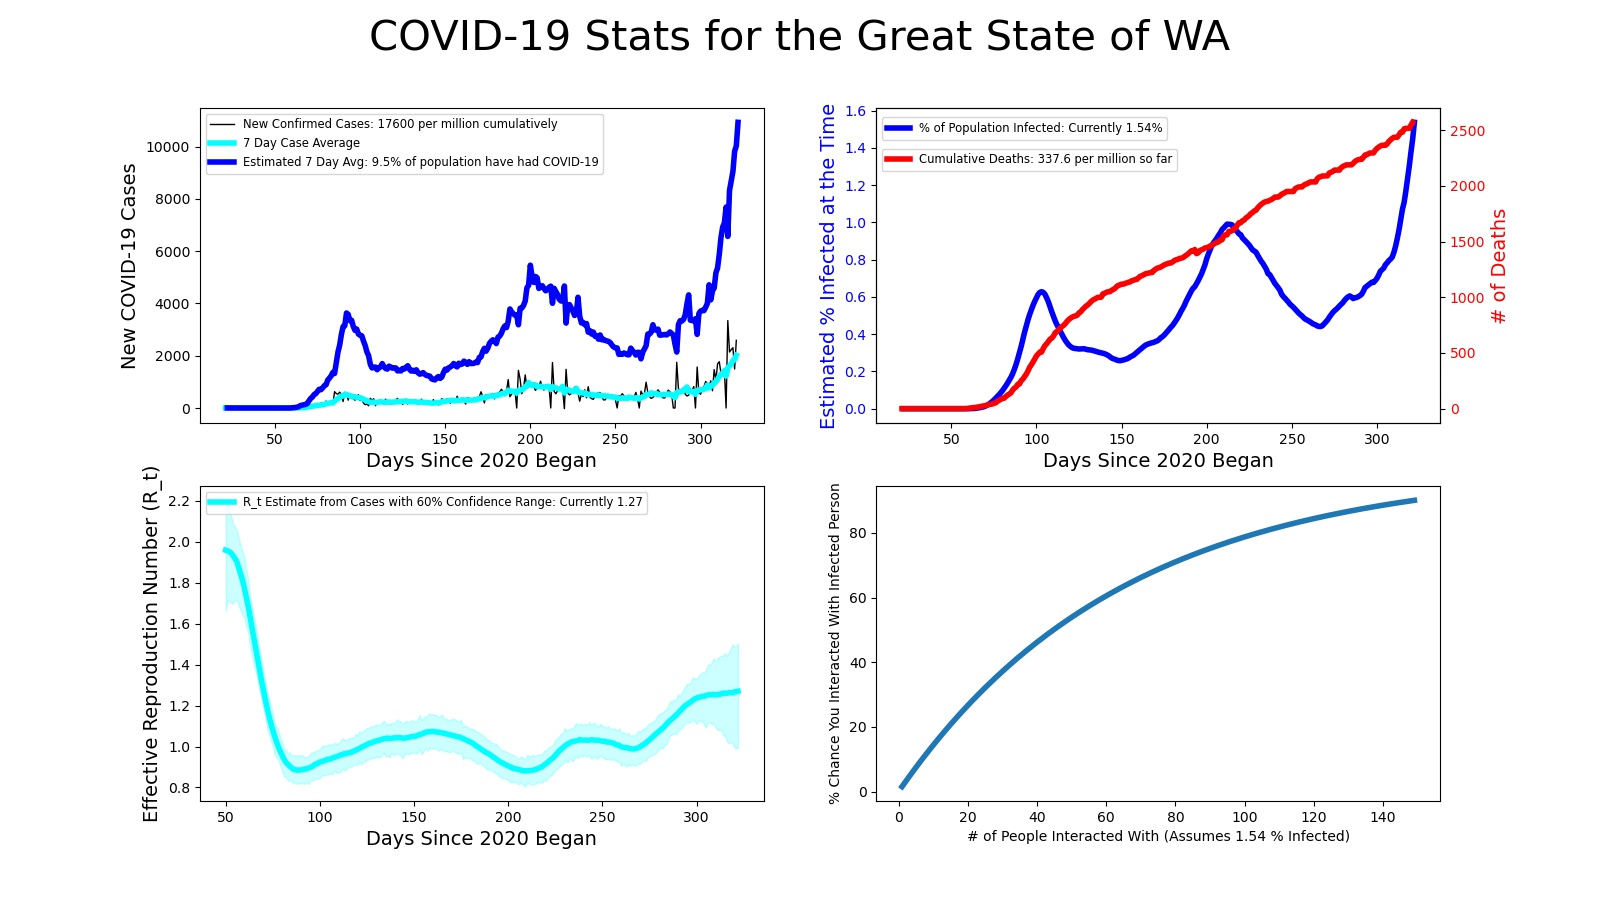 COVID-19 Stats for the Great State of WA
New COVID-19 Cases
10000
8000
6000
4000
2000
0
New Confirmed Cases: 17600 per million cumulatively
7 Day Case Average
Estimated 7 Day Avg: 9.5% of population have had COVID-19
50 100 150 200 250 300
Days Since 2020 Began
Estimated % Infected at the Time
1.6
1.4
1.2
1.0
0.8
0.6
0.4
0.2
0.0
% of Population Infected: Currently 1.54%
Cumulative Deaths: 337.6 per million so far
2500
2000
1500
1000
500
0
# of Deaths
50 100 150 200 250 300
Days Since 2020 Began
Effective Reproduction Number (R_t)
2.2
2.0
1.8
1.6
1.4
1.2
1.0
0.8
R_t Estimate from Cases with 60% Confidence Range: Currently 1.27
50 100 150 200 250 300
Days Since 2020 Began
% Chance You Interacted With Infected Person
80
60
40
20
0
0 20 40 60 80 100 120 140
# of People Interacted With (Assumes 1.54 % Infected)